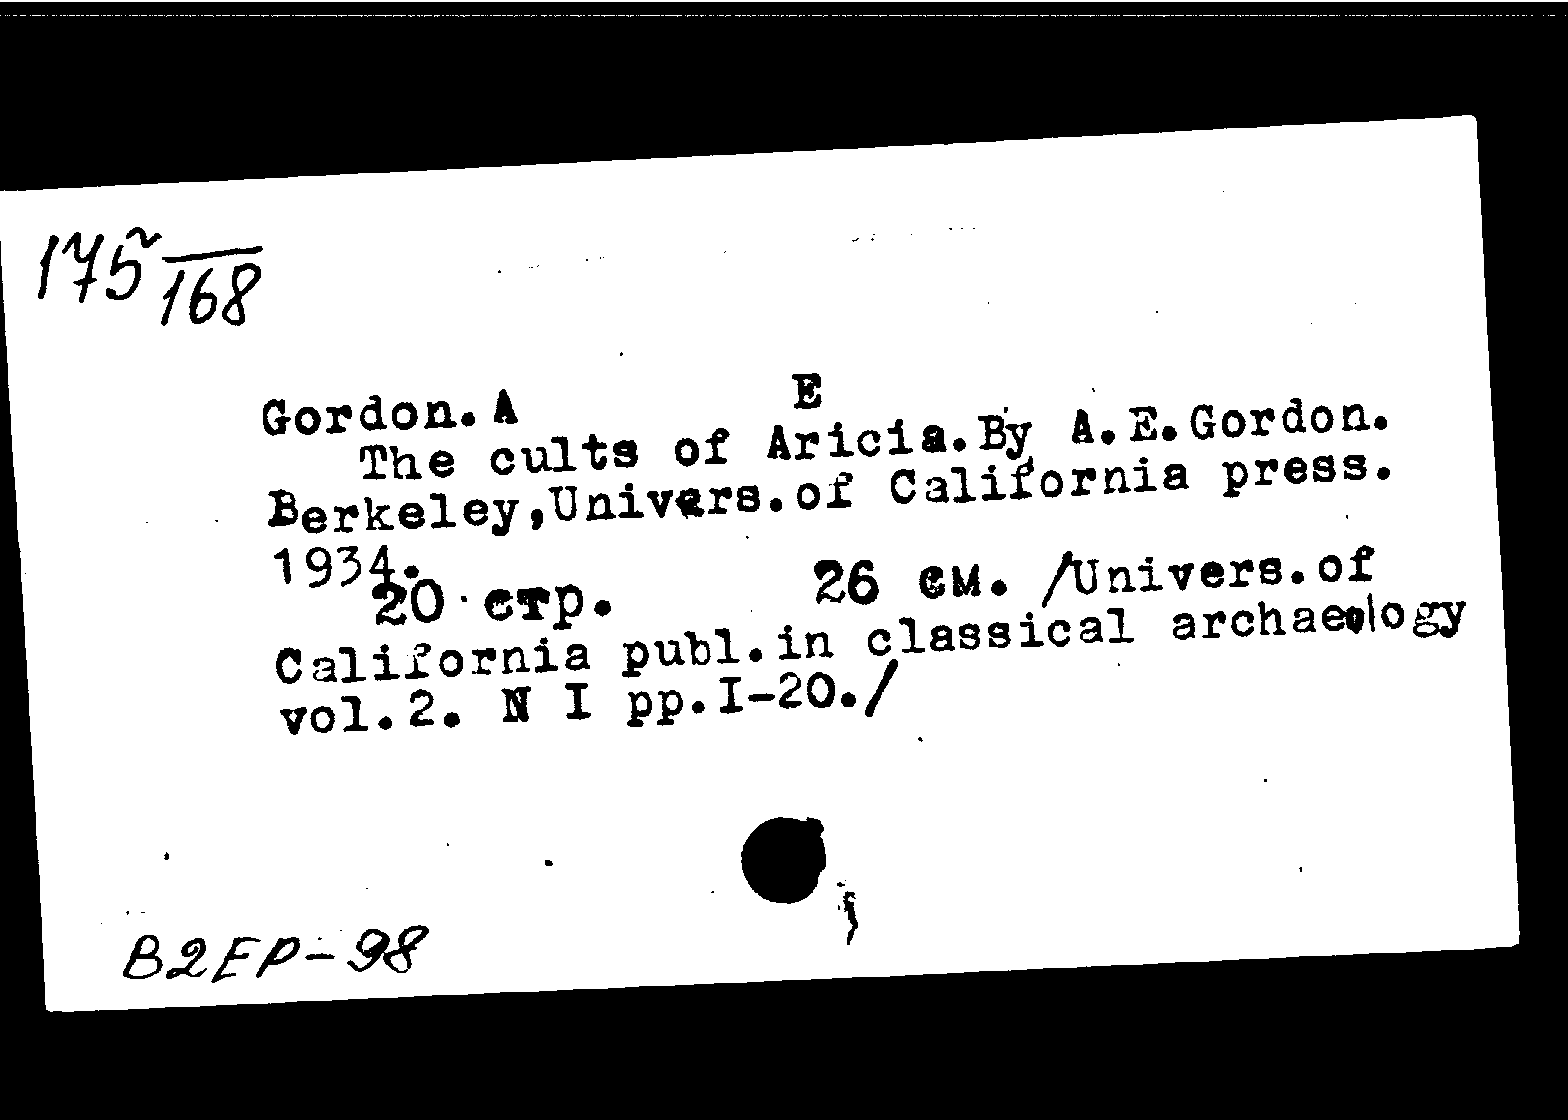 175 168
Gordon. A E
The cults of Aricia. By A.E. Gordon.
Berkeley, Univers. of California press.
1934.
20 стр. 26 см. /Univers. of
California publ. in classical archaeology
vol. 2. N I pp. I-20./
В2ЕР-98